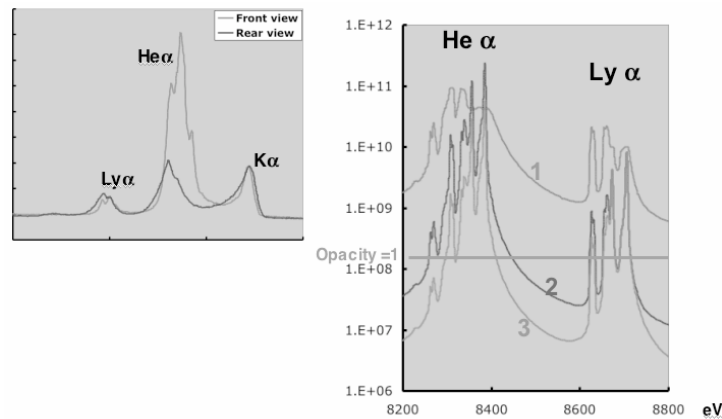 Front view
Rear view
Heα
Lyα
Kα
1.E+12
1.E+11
1.E+10
1.E+09
1.E+08
1.E+07
1.E+06
He α
Ly α
1
Opacity =1
2
3
8200
8400
8600
8800
eV